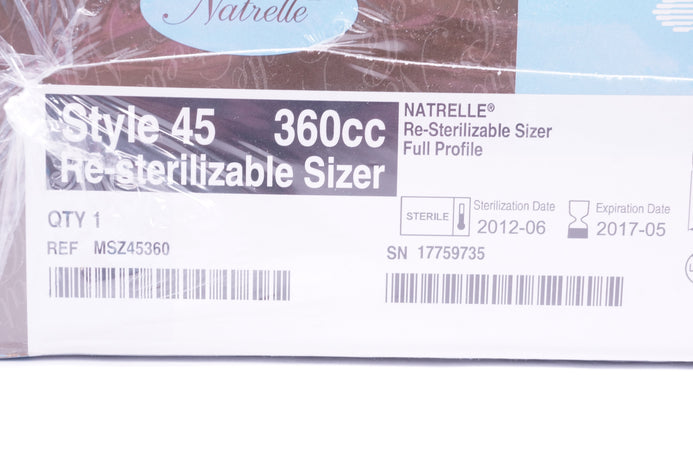 Natrelle
Style 45 360cc
Re-sterilizable Sizer
NATRELLE®
Re-Sterilizable Sizer
Full Profile
STERILE
Sterilization Date
2012-06
Expiration Date
2017-05
QTY 1
REF MSZ45360
SN 17759735